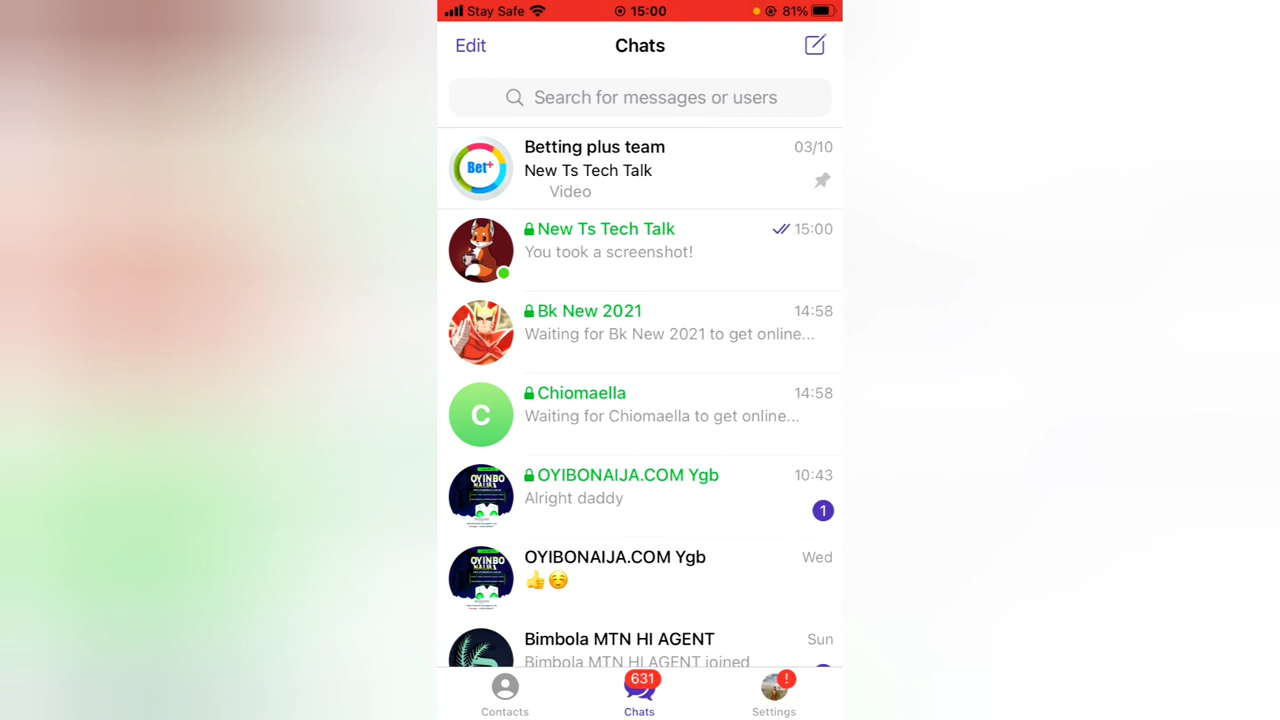 Stay Safe 15:00 81%
Edit Chats
Search for messages or users
Betting plus team 03/10
Bet+
New Ts Tech Talk
Video
New Ts Tech Talk 15:00
You took a screenshot!
Bk New 2021 14:58
Waiting for Bk New 2021 to get online...
Chiomaella 14:58
C
Waiting for Chiomaella to get online...
OYIBONAIJA.COM Ygb 10:43
OYINBO
NAIJA
Alright daddy
1
OYIBONAIJA.COM Ygb Wed
OYINBO
NAIJA
👍☺️
Bimbola MTN HI AGENT Sun
Bimbola MTN HI AGENT joined
631 !
Contacts Chats Settings